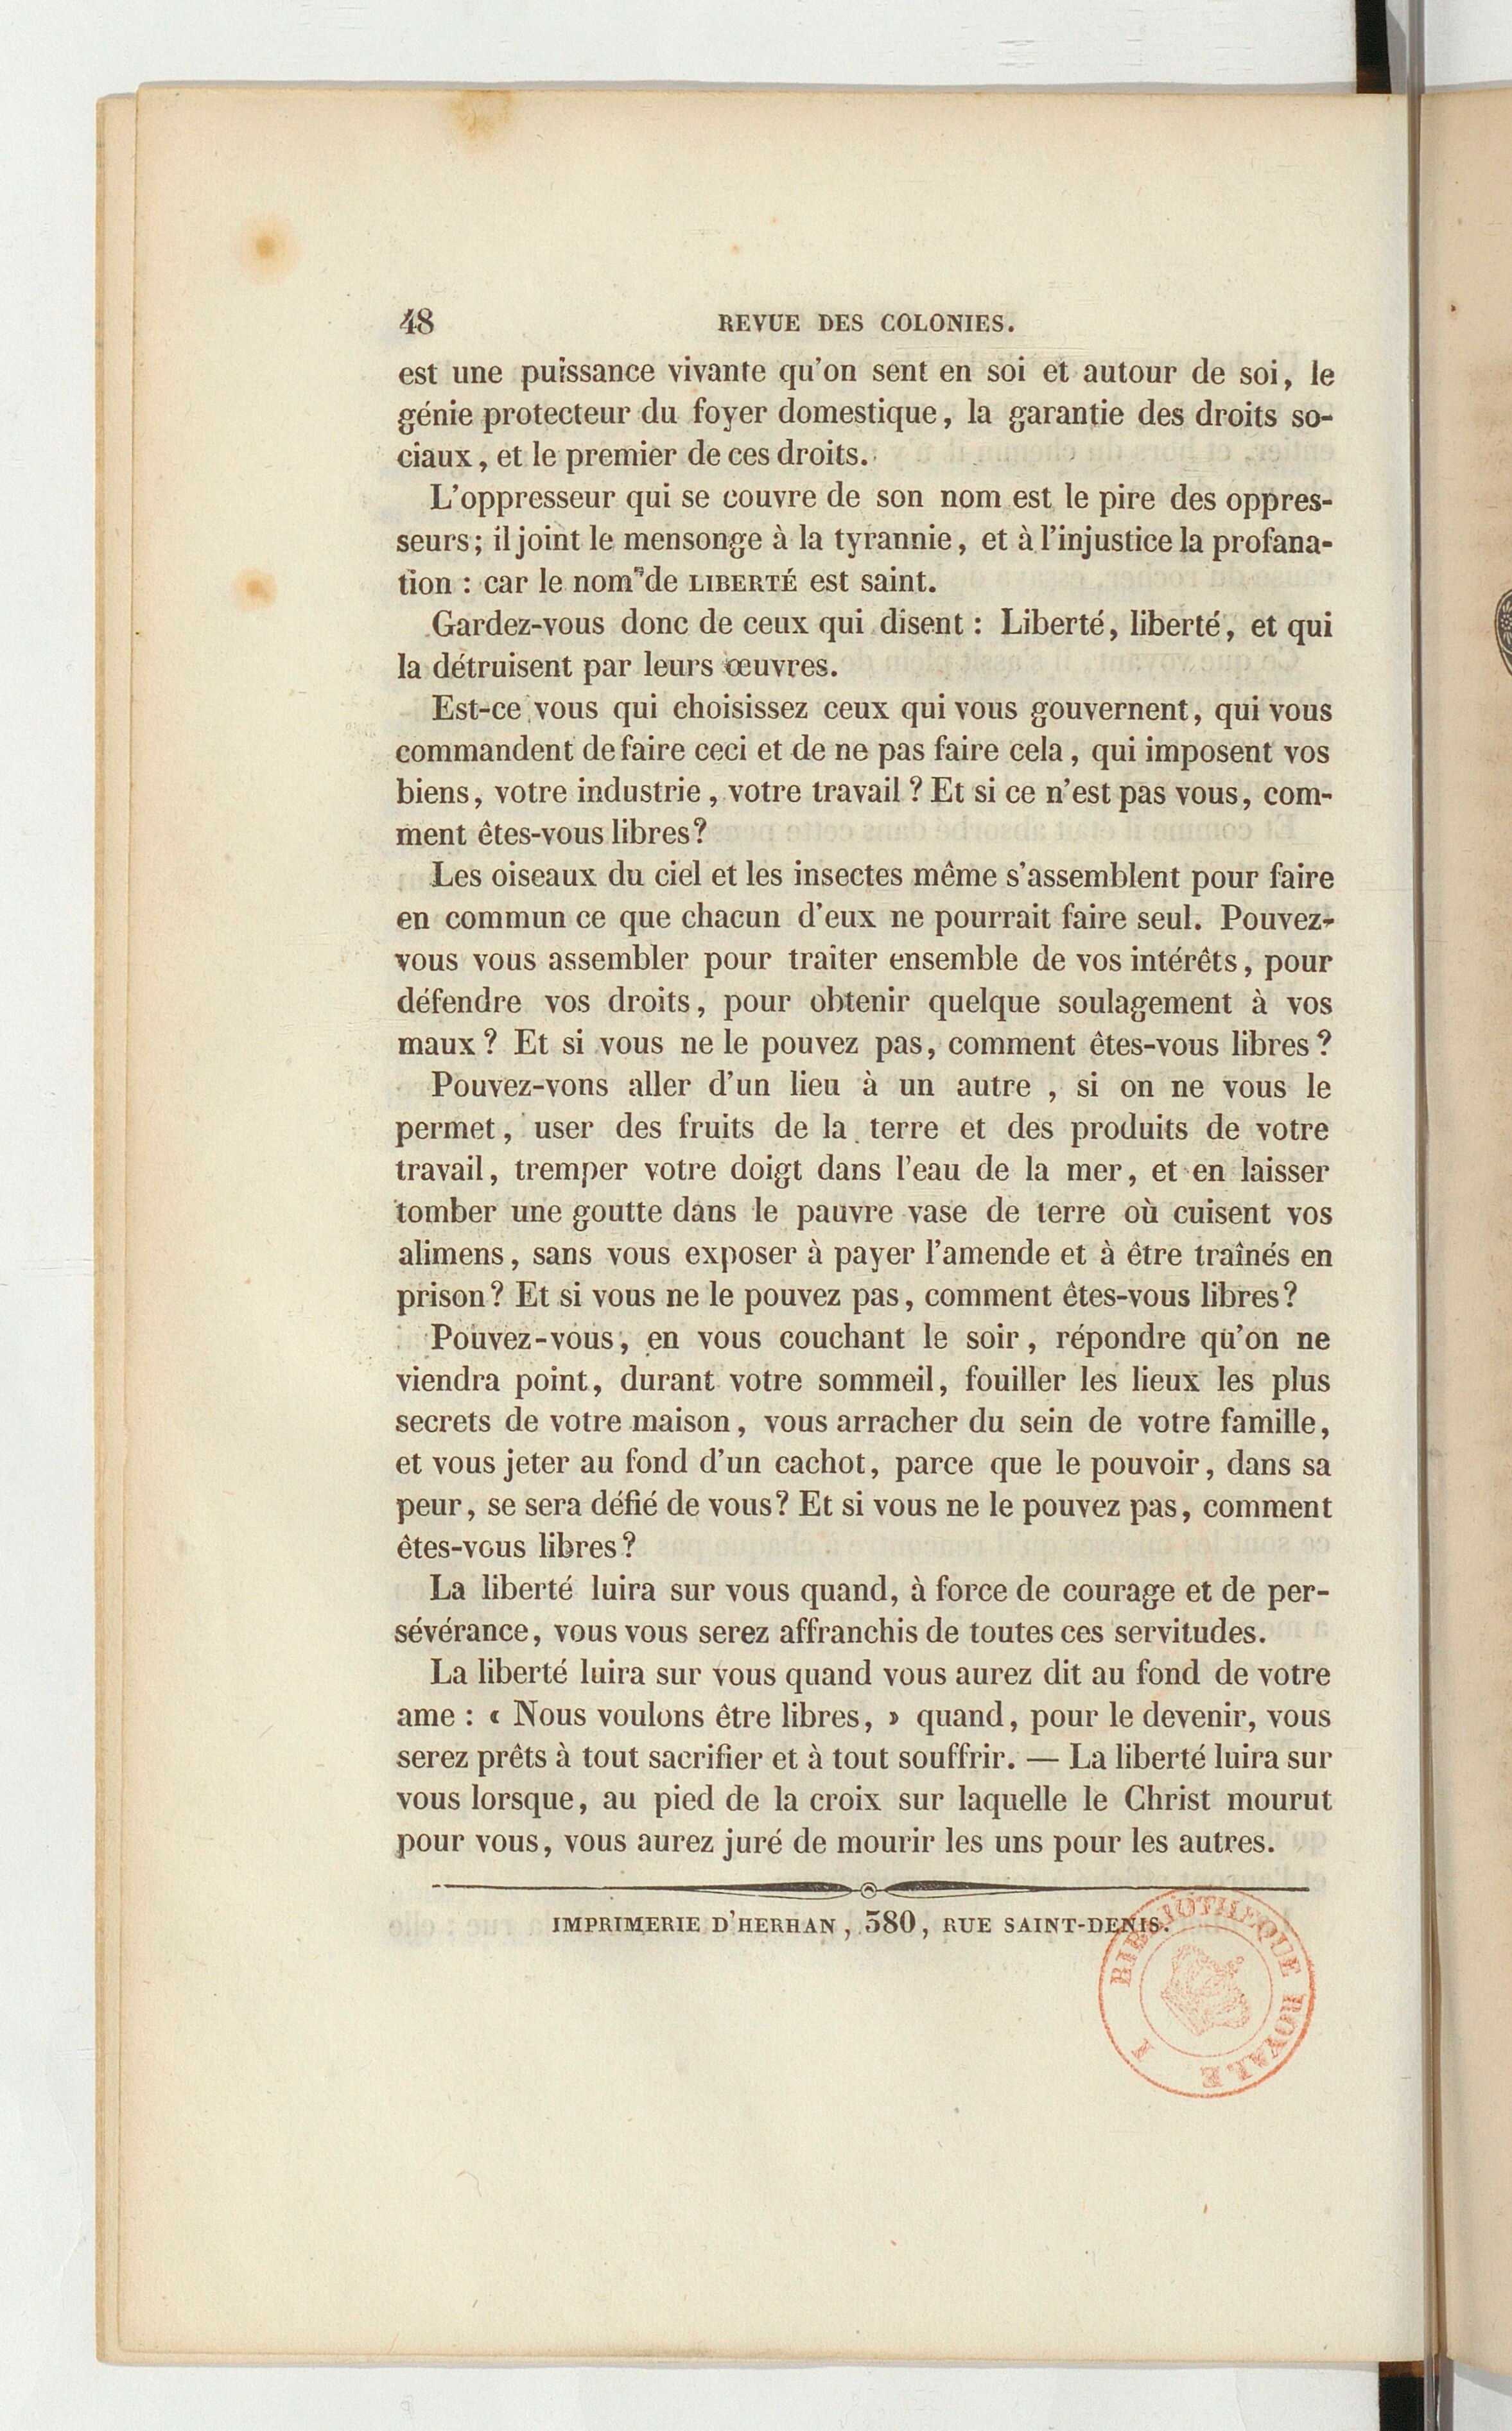 48 REVUE DES COLONIES.
est une puissance vivante qu'on sent en soi et autour de soi, le
génie protecteur du foyer domestique, la garantie des droits so-
ciaux, et le premier de ces droits.
L'oppresseur qui se couvre de son nom est le pire des oppres-
seurs; il joint le mensonge à la tyrannie, et à l'injustice la profana-
tion : car le nom de LIBERTÉ est saint.
Gardez-vous donc de ceux qui disent : Liberté, liberté, et qui
la détruisent par leurs œuvres.
Est-ce vous qui choisissez ceux qui vous gouvernent, qui vous
commandent de faire ceci et de ne pas faire cela, qui imposent vos
biens, votre industrie, votre travail ? Et si ce n'est pas vous, com-
ment êtes-vous libres?
Les oiseaux du ciel et les insectes même s'assemblent pour faire
en commun ce que chacun d'eux ne pourrait faire seul. Pouvez-
vous vous assembler pour traiter ensemble de vos intérêts, pour
défendre vos droits, pour obtenir quelque soulagement à vos
maux ? Et si vous ne le pouvez pas, comment êtes-vous libres ?
Pouvez-vons aller d'un lieu à un autre , si on ne vous le
permet, user des fruits de la terre et des produits de votre
travail, tremper votre doigt dans l'eau de la mer, et en laisser
tomber une goutte dans le pauvre vase de terre où cuisent vos
alimens, sans vous exposer à payer l'amende et à être traînés en
prison? Et si vous ne le pouvez pas, comment êtes-vous libres?
Pouvez-vous, en vous couchant le soir, répondre qu'on ne
viendra point, durant votre sommeil, fouiller les lieux les plus
secrets de votre maison, vous arracher du sein de votre famille,
et vous jeter au fond d'un cachot, parce que le pouvoir, dans sa
peur, se sera défié de vous? Et si vous ne le pouvez pas, comment
êtes-vous libres?
La liberté luira sur vous quand, à force de courage et de per-
sévérance, vous vous serez affranchis de toutes ces servitudes.
La liberté luira sur vous quand vous aurez dit au fond de votre
ame : « Nous voulons être libres, » quand, pour le devenir, vous
serez prêts à tout sacrifier et à tout souffrir. — La liberté luira sur
vous lorsque, au pied de la croix sur laquelle le Christ mourut
pour vous, vous aurez juré de mourir les uns pour les autres.
IMPRIMERIE D'HERHAN, 380, RUE SAINT-DENIS.
BIBLIOTHEQUE ROYALE